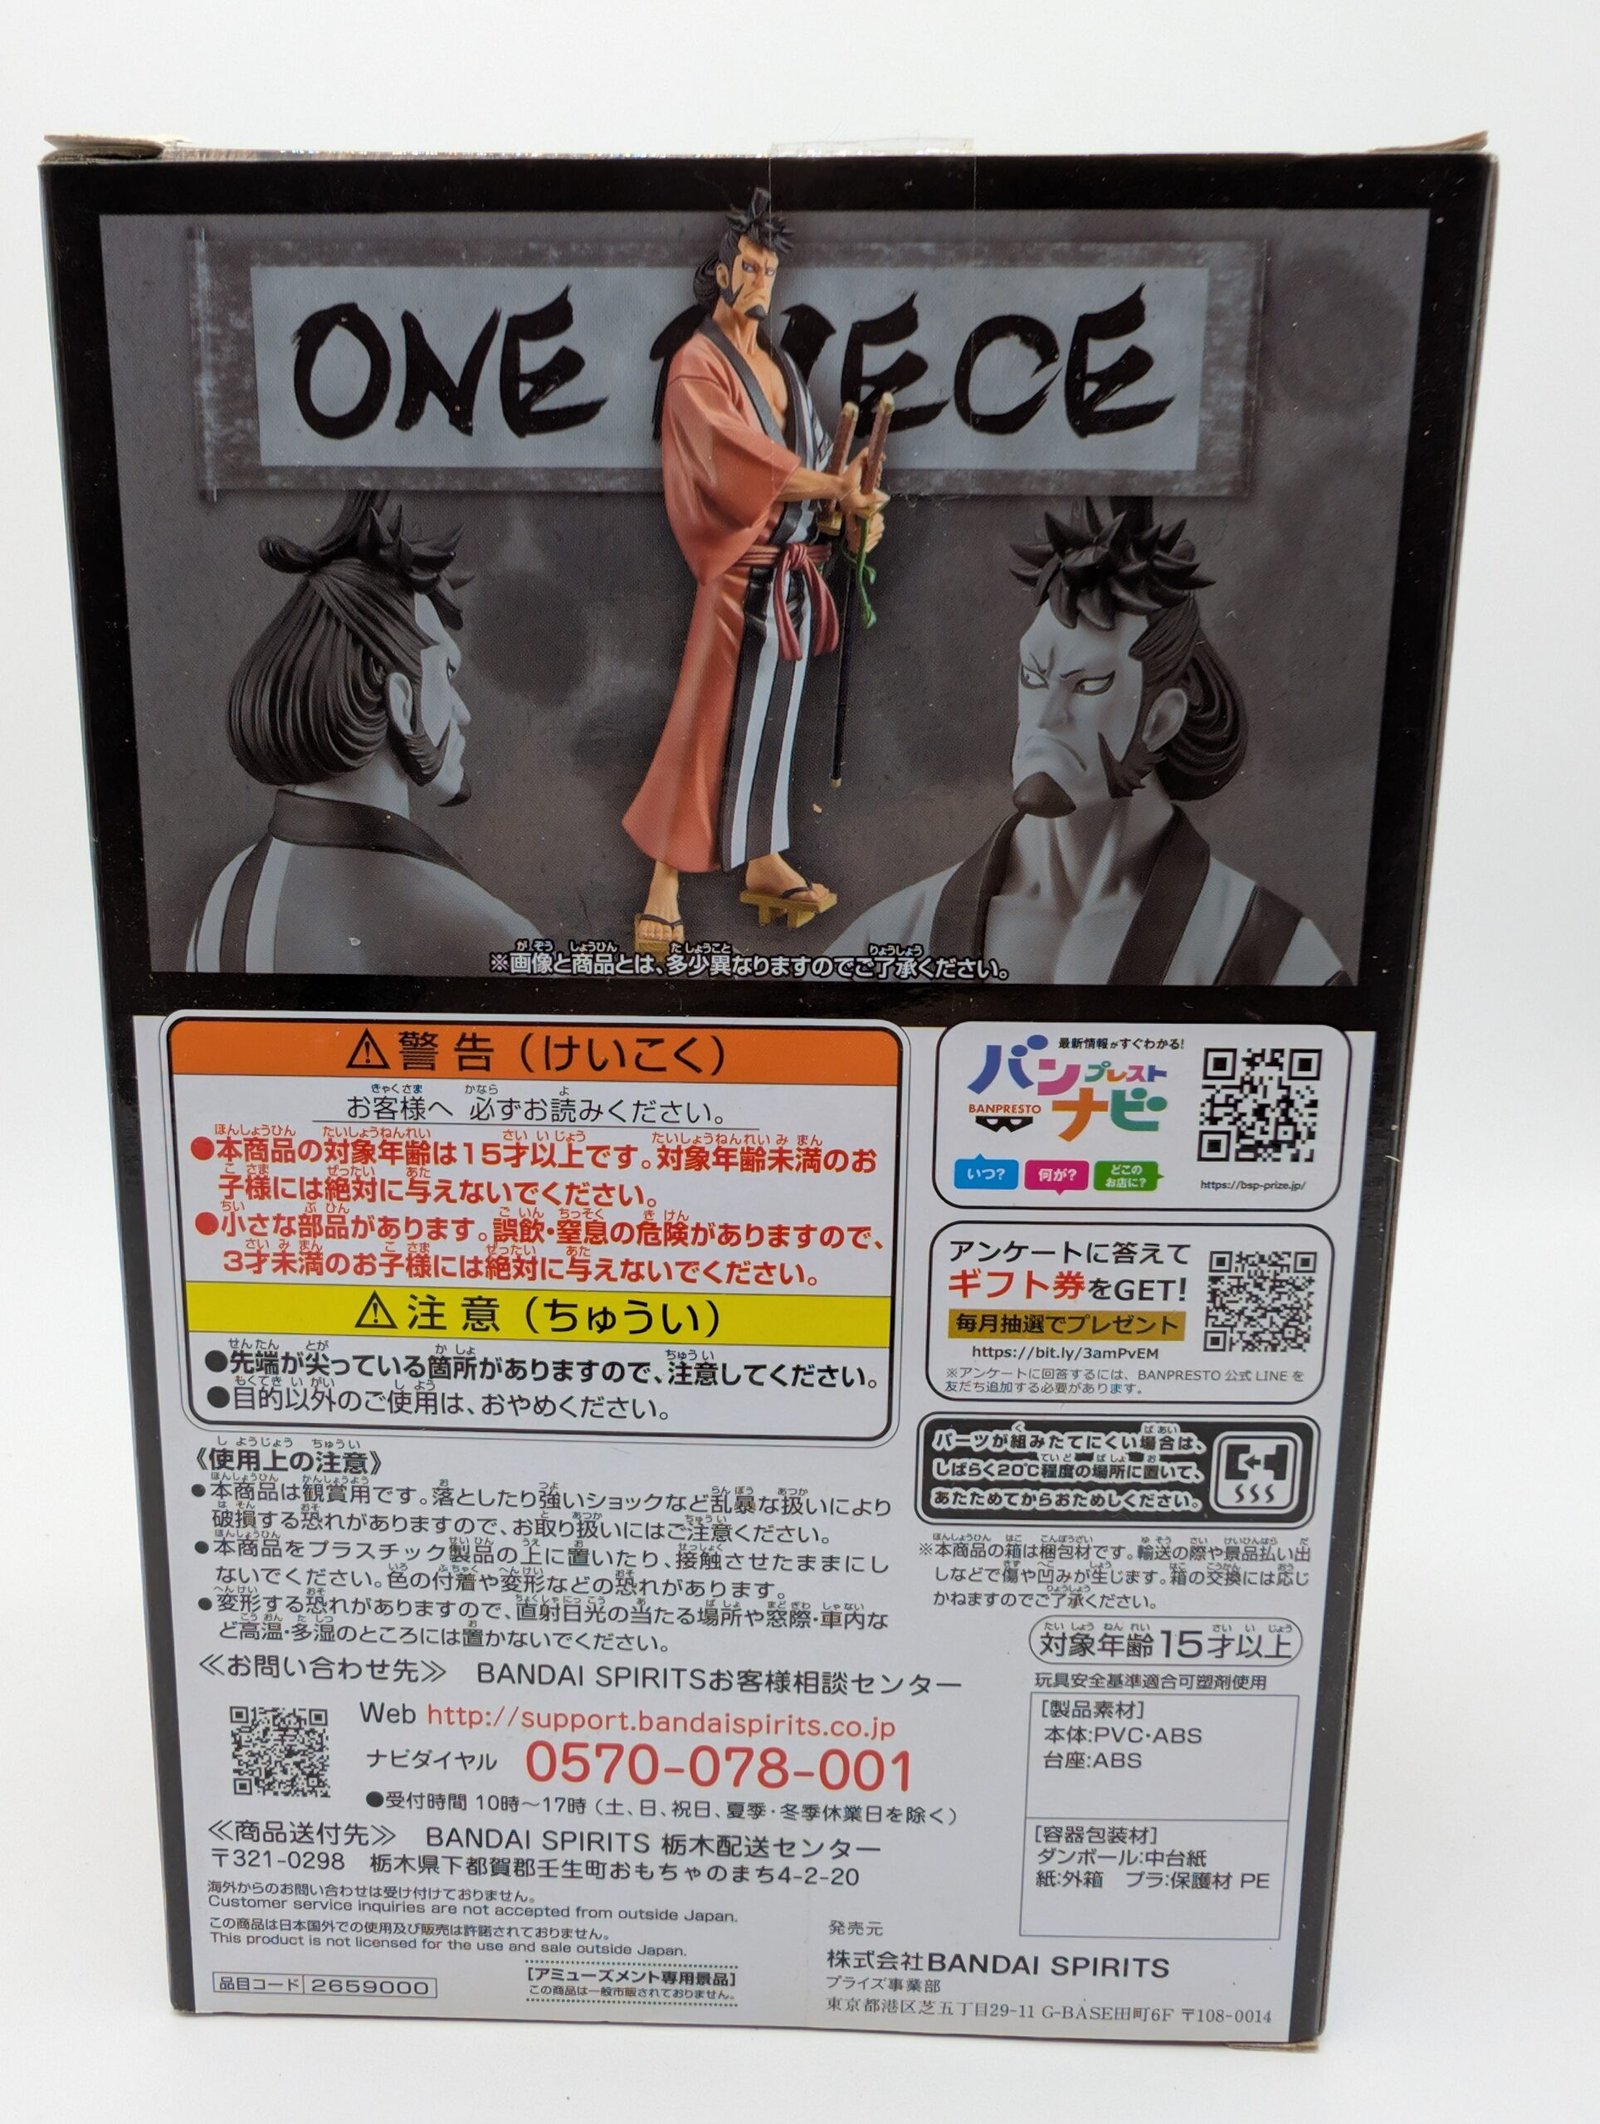 ONE PIECE
※画像と商品とは、多少異なりますのでご了承ください。
⚠警告（けいこく）
お客様へ 必ずお読みください。
●本商品の対象年齢は15才以上です。対象年齢未満のお
子様には絶対に与えないでください。
●小さな部品があります。誤飲・窒息の危険がありますので、
3才未満のお子様には絶対に与えないでください。
⚠注意（ちゅうい）
●先端が尖っている箇所がありますので、注意してください。
●目的以外のご使用は、おやめください。
《使用上の注意》
●本商品は観賞用です。落としたり強いショックなど乱暴な扱いにより
破損する恐れがありますので、お取り扱いにはご注意ください。
●本商品をプラスチック製品の上に置いたり、接触させたままにし
ないでください。色の付着や変形などの恐れがあります。
●変形する恐れがありますので、直射日光の当たる場所や窓際・車内な
ど高温・多湿のところには置かないでください。
≪お問い合わせ先≫ BANDAI SPIRITSお客様相談センター
Web http://support.bandaispirits.co.jp
ナビダイヤル 0570-078-001
●受付時間 10時～17時（土、日、祝日、夏季・冬季休業日を除く）
≪商品送付先≫ BANDAI SPIRITS 栃木配送センター
〒321-0298 栃木県下都賀郡壬生町おもちゃのまち4-2-20
海外からのお問い合わせは受け付けておりません。
Customer service inquiries are not accepted from outside Japan.
この商品は日本国外での使用及び販売は許諾されておりません。
This product is not licensed for the use and sale outside Japan.
品目コード 2659000
[アミューズメント専用景品]
この商品は一般市販されておりません。
最新情報がすぐわかる!
バンプレストナビ
BANPRESTO
いつ? 何が? どこのお店に?
https://bsp-prize.jp/
アンケートに答えて
ギフト券をGET!
毎月抽選でプレゼント
https://bit.ly/3amPvEM
※アンケートに回答するには、BANPRESTO 公式 LINE を
友だち追加する必要があります。
パーツが組みたてにくい場合は、
しばらく20℃程度の場所に置いて、
あたためてからおためしください。
※本商品の箱は梱包材です。輸送の際や景品払い出
しなどで傷や凹みが生じます。箱の交換には応じ
かねますのでご了承ください。
対象年齢15才以上
玩具安全基準適合可塑剤使用
[製品素材]
本体:PVC・ABS
台座:ABS
[容器包装材]
ダンボール:中台紙
紙:外箱 プラ:保護材 PE
発売元
株式会社BANDAI SPIRITS
プライズ事業部
東京都港区芝五丁目29-11 G-BASE田町6F 〒108-0014